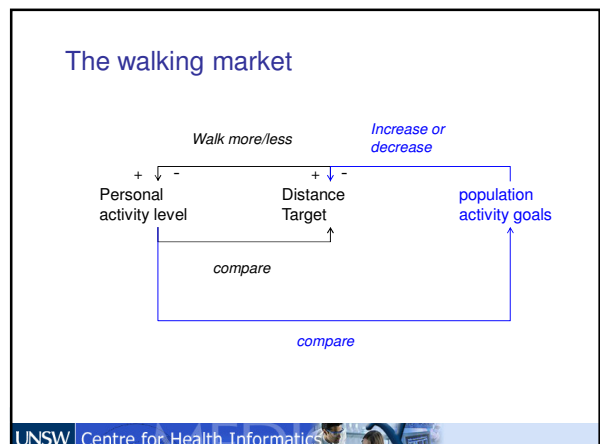 The walking market
Walk more/less
Increase or
decrease
+ -
+ -
Personal
activity level
Distance
Target
population
activity goals
compare
compare
UNSW Centre for Health Informatics